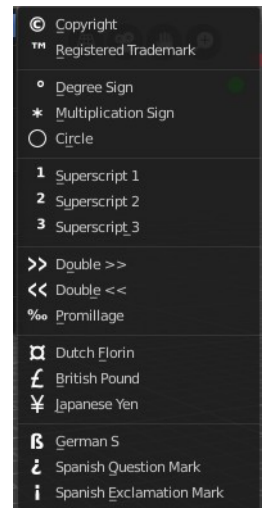 © Copyright
™ Registered Trademark
° Degree Sign
* Multiplication Sign
○ Circle
1 Superscript 1
2 Superscript 2
3 Superscript 3
>> Double >>
<< Double <<
‰ Promillage
¤ Dutch Florin
£ British Pound
¥ Japanese Yen
ß German S
¿ Spanish Question Mark
¡ Spanish Exclamation Mark